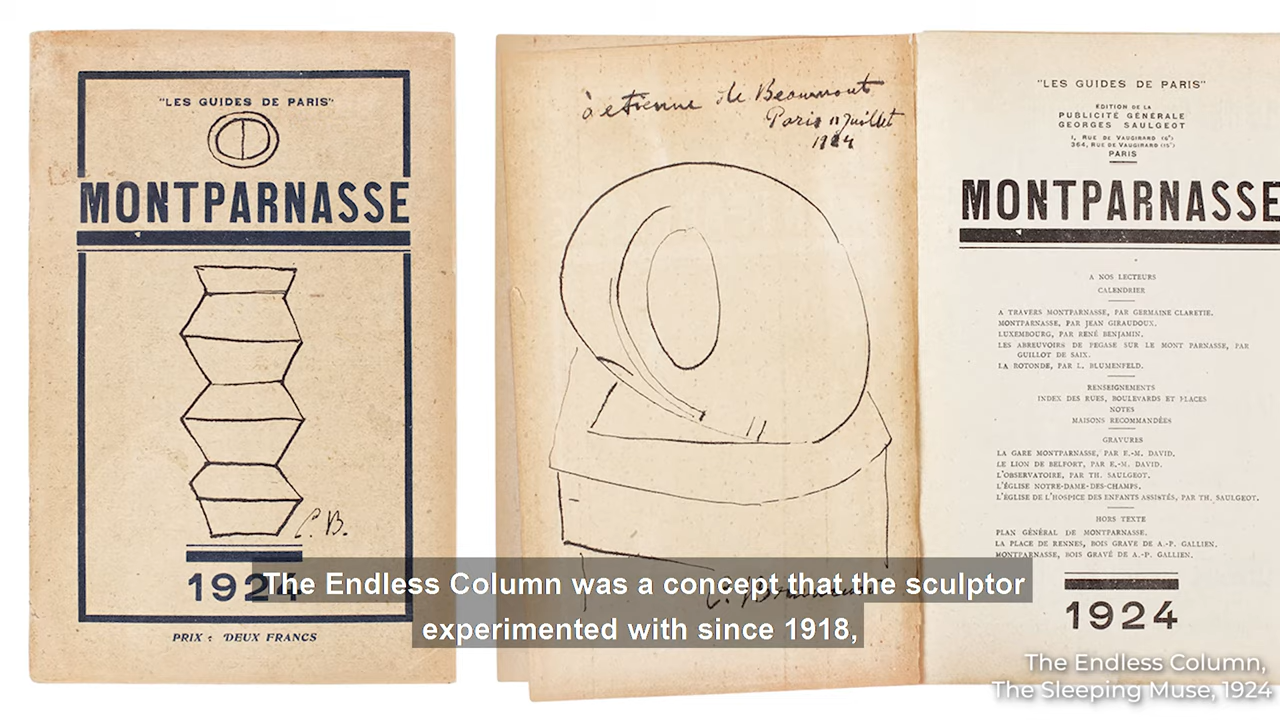 "LES GUIDES DE PARIS"
MONTPARNASSE
C. B.
1924
PRIX : DEUX FRANCS
à etienne de Beaumont
Paris 11 Juillet
1924
"LES GUIDES DE PARIS"
EDITION DE LA
PUBLICITÉ GÉNÉRALE
GEORGES SAULGEOT
1, RUE DE VAUGIRARD (6e)
364, RUE DE VAUGIRARD (15e)
PARIS
MONTPARNASSE
A NOS LECTEURS
CALENDRIER
A TRAVERS MONTPARNASSE, PAR GERMAINE CLARETIE.
MONTPARNASSE, PAR JEAN GIRAUDOUX.
LUXEMBOURG, PAR RENÉ BENJAMIN.
LES ABREUVOIRS DE PEGASE SUR LE MONT PARNASSE, PAR
GUILLOT DE SAIX.
LA ROTONDE, PAR L. BLUMENFELD.
RENSEIGNEMENTS
INDEX DES RUES, BOULEVARDS ET PLACES
NOTES
MAISONS RECOMMANDÉES
GRAVURES
LA GARE MONTPARNASSE, PAR E.-M. DAVID.
LE LION DE BELFORT, PAR E.-M. DAVID.
L'OBSERVATOIRE, PAR TH. SAULGEOT.
L'ÉGLISE NOTRE-DAME-DES-CHAMPS.
L'ÉGLISE DE L'HOSPICE DES ENFANTS ASSISTÉS, PAR TH. SAULGEOT.
HORS TEXTE
PLAN GÉNÉRAL DE MONTPARNASSE.
LA PLACE DE RENNES, BOIS GRAVÉ DE A.-P. GALLIEN.
MONTPARNASSE, BOIS GRAVÉ DE A.-P. GALLIEN.
1924
The Endless Column was a concept that the sculptor
experimented with since 1918,
The Endless Column,
The Sleeping Muse, 1924